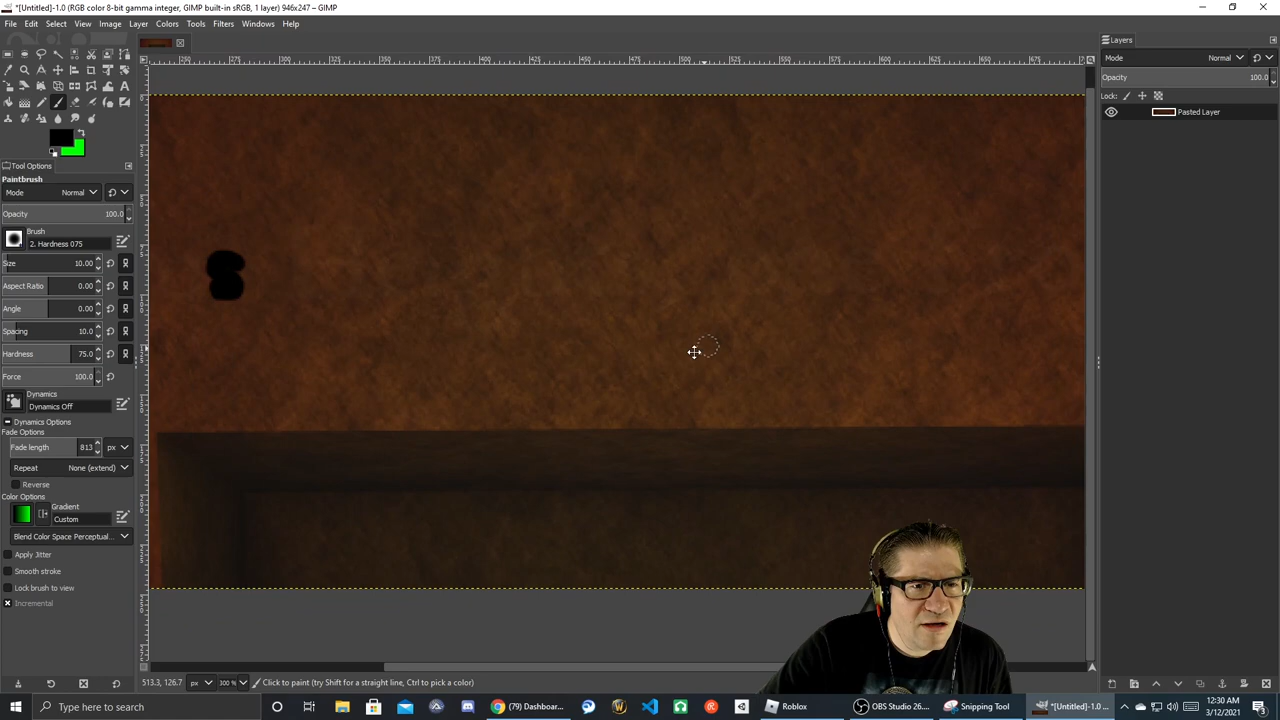 *[Untitled]-1.0 (RGB color 8-bit gamma integer, GIMP built-in sRGB, 1 layer) 946x247 – GIMP
File Edit Select View Image Layer Colors Tools Filters Windows Help
Layers
Mode Normal
Opacity 100.0
Lock:
Pasted Layer
Tool Options
Paintbrush
Mode Normal
Opacity 100.0
Brush
2. Hardness 075
Size 10.00
Aspect Ratio 0.00
Angle 0.00
Spacing 10.0
Hardness 75.0
Force 100.0
Dynamics
Dynamics Off
Dynamics Options
Fade Options
Fade length 813 px
Repeat None (extend)
Reverse
Color Options
Gradient
Custom
Blend Color Space Perceptual...
Apply Jitter
Smooth stroke
Lock brush to view
Incremental
513.3, 126.7 px 300 % Click to paint (try Shift for a straight line, Ctrl to pick a color)
Type here to search
(79) Dashboar...
Roblox
OBS Studio 26....
Snipping Tool
*[Untitled]-1.0 ...
12:30 AM
3/12/2021